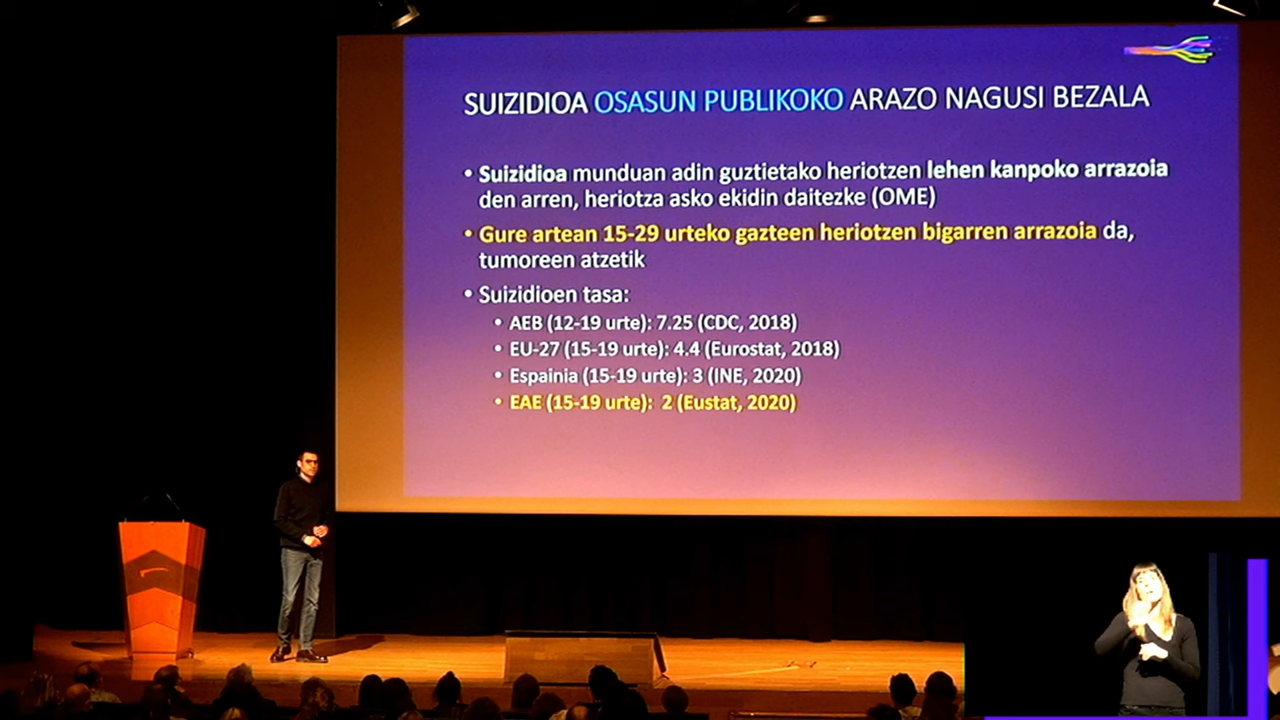 SUIZIDIOA OSASUN PUBLIKOKO ARAZO NAGUSI BEZALA
• Suizidioa munduan adin guztietako heriotzen lehen kanpoko arrazoia
den arren, heriotza asko ekidin daitezke (OME)
• Gure artean 15-29 urteko gazteen heriotzen bigarren arrazoia da,
tumoreen atzetik
• Suizidioen tasa:
• AEB (12-19 urte): 7.25 (CDC, 2018)
• EU-27 (15-19 urte): 4.4 (Eurostat, 2018)
• Espainia (15-19 urte): 3 (INE, 2020)
• EAE (15-19 urte): 2 (Eustat, 2020)